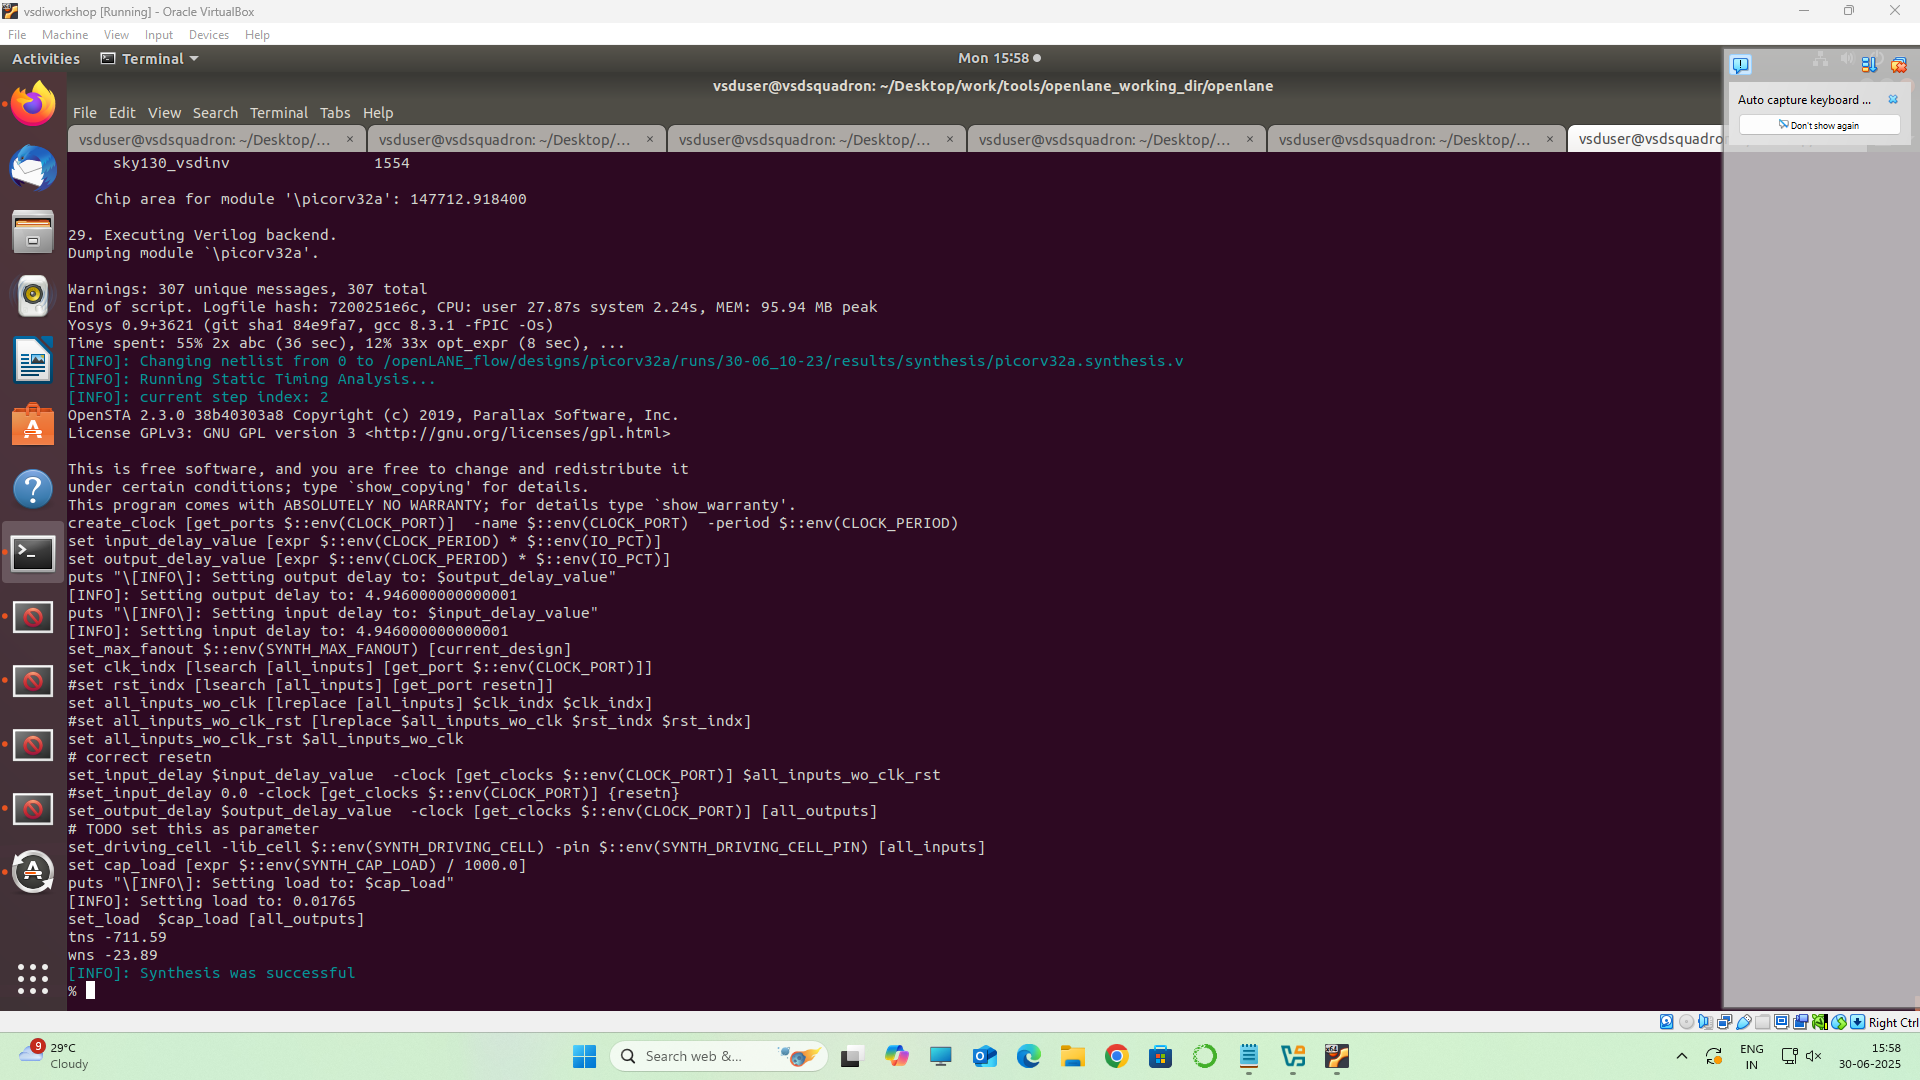 vsdiworkshop [Running] - Oracle VirtualBox
File Machine View Input Devices Help
Activities Terminal Mon 15:58
vsduser@vsdsquadron: ~/Desktop/work/tools/openlane_working_dir/openlane
File Edit View Search Terminal Tabs Help
Auto capture keyboard ...
Don't show again
vsduser@vsdsquadron: ~/Desktop/... × vsduser@vsdsquadron: ~/Desktop/... × vsduser@vsdsquadron: ~/Desktop/... × vsduser@vsdsquadron: ~/Desktop/... × vsduser@vsdsquadron: ~/Desktop/... × vsduser@vsdsquadro
sky130_vsdinv 1554
Chip area for module '\picorv32a': 147712.918400
29. Executing Verilog backend.
Dumping module `\picorv32a'.
Warnings: 307 unique messages, 307 total
End of script. Logfile hash: 7200251e6c, CPU: user 27.87s system 2.24s, MEM: 95.94 MB peak
Yosys 0.9+3621 (git sha1 84e9fa7, gcc 8.3.1 -fPIC -Os)
Time spent: 55% 2x abc (36 sec), 12% 33x opt_expr (8 sec), ...
[INFO]: Changing netlist from 0 to /openLANE_flow/designs/picorv32a/runs/30-06_10-23/results/synthesis/picorv32a.synthesis.v
[INFO]: Running Static Timing Analysis...
[INFO]: current step index: 2
OpenSTA 2.3.0 38b40303a8 Copyright (c) 2019, Parallax Software, Inc.
License GPLv3: GNU GPL version 3 <http://gnu.org/licenses/gpl.html>
This is free software, and you are free to change and redistribute it
under certain conditions; type `show_copying' for details.
This program comes with ABSOLUTELY NO WARRANTY; for details type `show_warranty'.
create_clock [get_ports $::env(CLOCK_PORT)]  -name $::env(CLOCK_PORT)  -period $::env(CLOCK_PERIOD)
set input_delay_value [expr $::env(CLOCK_PERIOD) * $::env(IO_PCT)]
set output_delay_value [expr $::env(CLOCK_PERIOD) * $::env(IO_PCT)]
puts "\[INFO\]: Setting output delay to: $output_delay_value"
[INFO]: Setting output delay to: 4.946000000000001
puts "\[INFO\]: Setting input delay to: $input_delay_value"
[INFO]: Setting input delay to: 4.946000000000001
set_max_fanout $::env(SYNTH_MAX_FANOUT) [current_design]
set clk_indx [lsearch [all_inputs] [get_port $::env(CLOCK_PORT)]]
#set rst_indx [lsearch [all_inputs] [get_port resetn]]
set all_inputs_wo_clk [lreplace [all_inputs] $clk_indx $clk_indx]
#set all_inputs_wo_clk_rst [lreplace $all_inputs_wo_clk $rst_indx $rst_indx]
set all_inputs_wo_clk_rst $all_inputs_wo_clk
# correct resetn
set_input_delay $input_delay_value  -clock [get_clocks $::env(CLOCK_PORT)] $all_inputs_wo_clk_rst
#set_input_delay 0.0 -clock [get_clocks $::env(CLOCK_PORT)] {resetn}
set_output_delay $output_delay_value  -clock [get_clocks $::env(CLOCK_PORT)] [all_outputs]
# TODO set this as parameter
set_driving_cell -lib_cell $::env(SYNTH_DRIVING_CELL) -pin $::env(SYNTH_DRIVING_CELL_PIN) [all_inputs]
set cap_load [expr $::env(SYNTH_CAP_LOAD) / 1000.0]
puts "\[INFO\]: Setting load to: $cap_load"
[INFO]: Setting load to: 0.01765
set_load  $cap_load [all_outputs]
tns -711.59
wns -23.89
[INFO]: Synthesis was successful
%
Right Ctrl
9
29°C
Cloudy
Search web &...
ENG
IN
15:58
30-06-2025